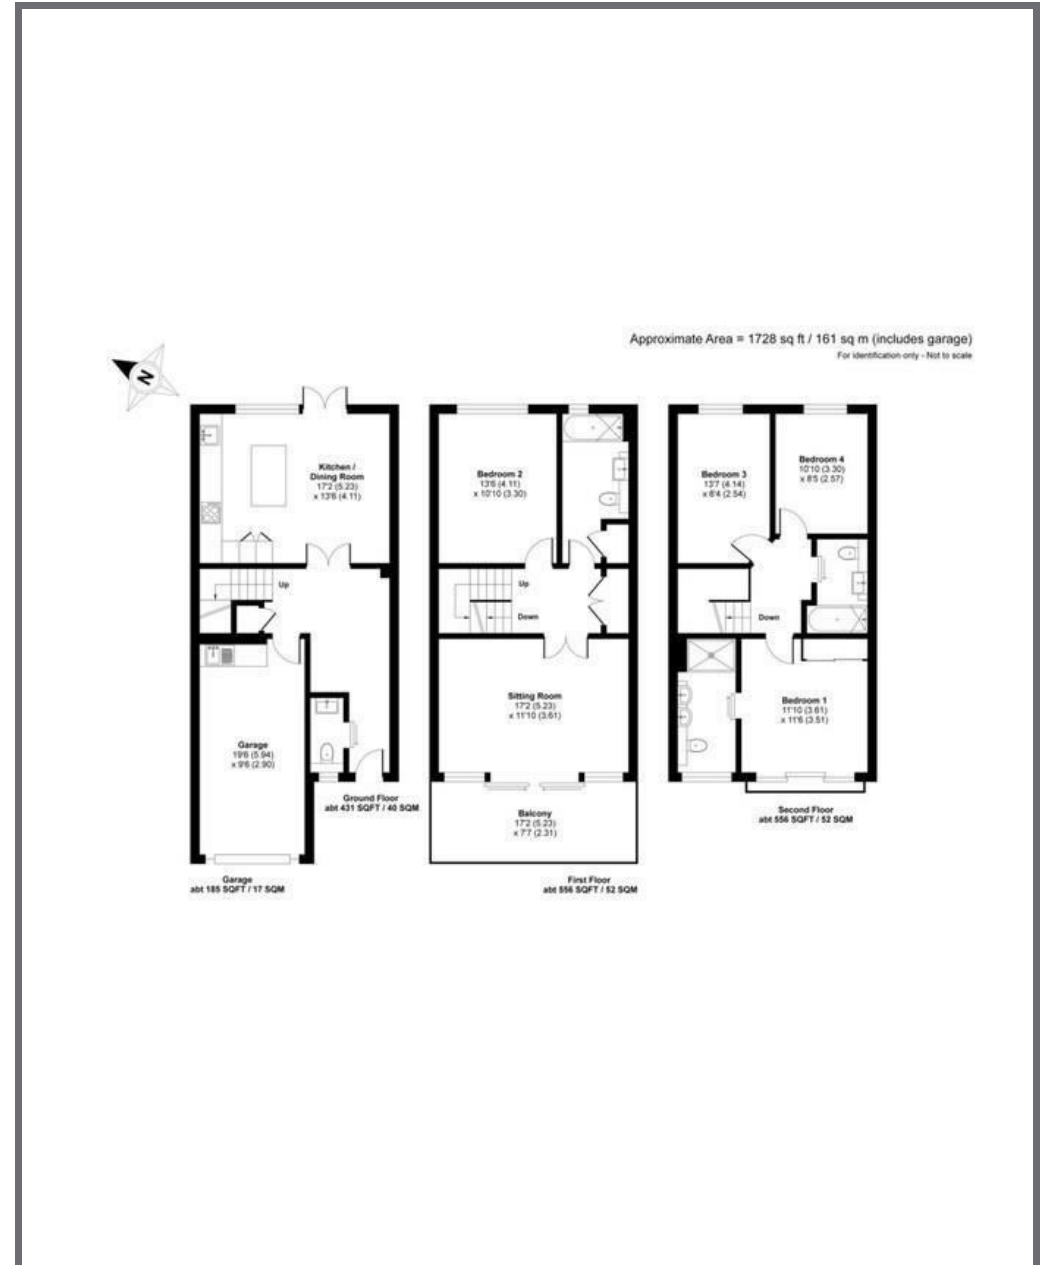 Approximate Area = 1728 sq ft / 161 sq m (includes garage)
For identification only - Not to scale
N
Kitchen /
Dining Room
17'2 (5.23)
x 13'6 (4.11)
Up
Garage
19'6 (5.94)
x 9'6 (2.90)
Ground Floor
abt 431 SQFT / 40 SQM
Garage
abt 185 SQFT / 17 SQM
Bedroom 2
13'6 (4.11)
x 10'10 (3.30)
Up
Down
Sitting Room
17'2 (5.23)
x 11'10 (3.61)
Balcony
17'2 (5.23)
x 7'7 (2.31)
First Floor
abt 556 SQFT / 52 SQM
Bedroom 3
13'7 (4.14)
x 8'4 (2.54)
Bedroom 4
10'10 (3.30)
x 8'5 (2.57)
Down
Bedroom 1
11'10 (3.61)
x 11'6 (3.51)
Second Floor
abt 556 SQFT / 52 SQM